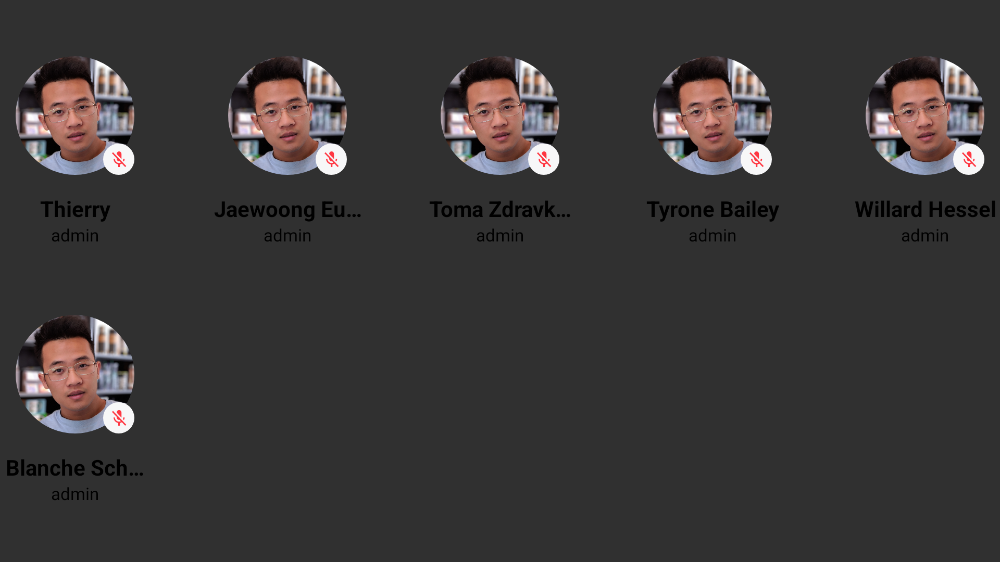 Thierry
admin
Jaewoong Eu...
admin
Toma Zdravk...
admin
Tyrone Bailey
admin
Willard Hessel
admin
Blanche Sch...
admin